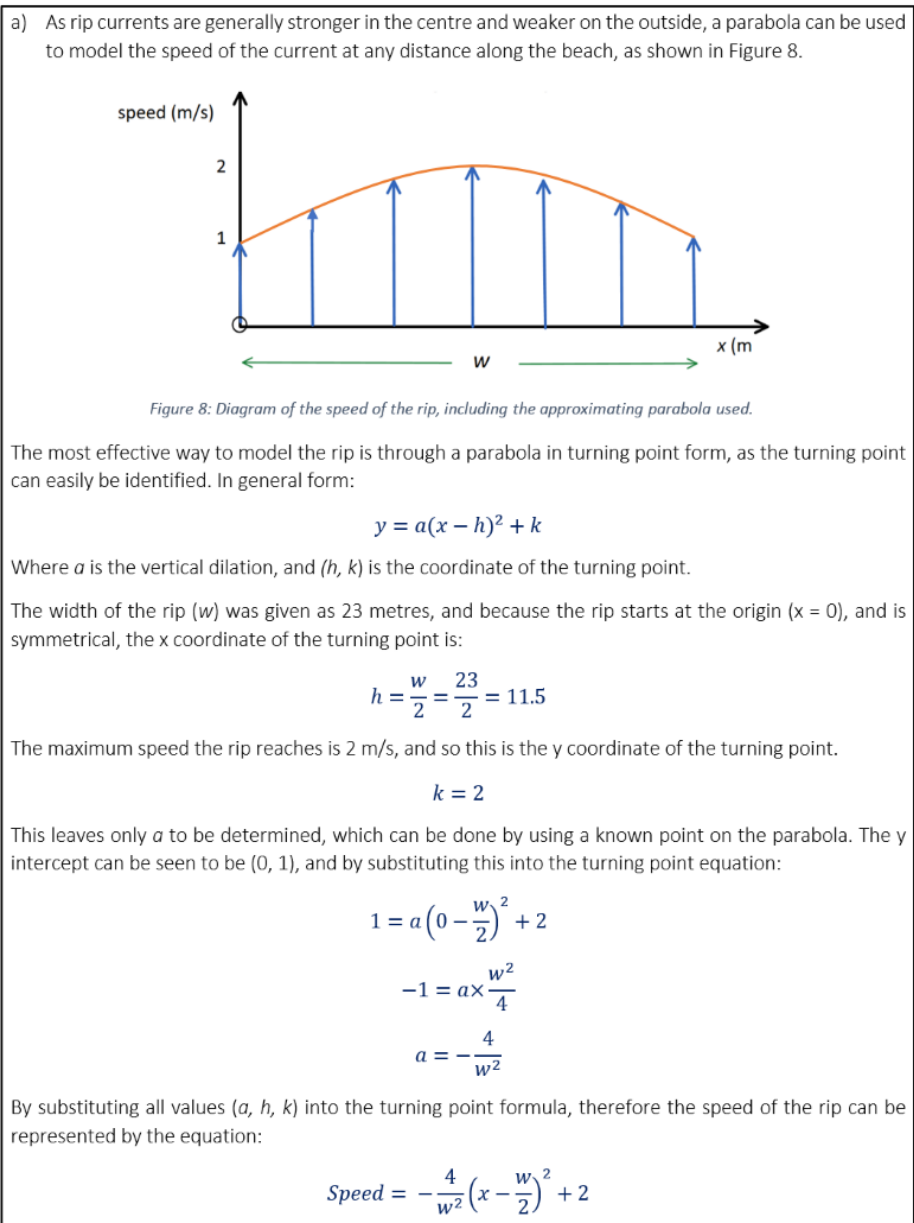 a) As rip currents are generally stronger in the centre and weaker on the outside, a parabola can be used
to model the speed of the current at any distance along the beach, as shown in Figure 8.
speed (m/s)
2
1
O
x (m
w
Figure 8: Diagram of the speed of the rip, including the approximating parabola used.
The most effective way to model the rip is through a parabola in turning point form, as the turning point
can easily be identified. In general form:
y = a(x − h)² + k
Where a is the vertical dilation, and (h, k) is the coordinate of the turning point.
The width of the rip (w) was given as 23 metres, and because the rip starts at the origin (x = 0), and is
symmetrical, the x coordinate of the turning point is:
h = w/2 = 23/2 = 11.5
The maximum speed the rip reaches is 2 m/s, and so this is the y coordinate of the turning point.
k = 2
This leaves only a to be determined, which can be done by using a known point on the parabola. The y
intercept can be seen to be (0, 1), and by substituting this into the turning point equation:
1 = a(0 − w/2)² + 2
−1 = a× w²/4
a = − 4/w²
By substituting all values (a, h, k) into the turning point formula, therefore the speed of the rip can be
represented by the equation:
Speed = − 4/w² (x − w/2)² + 2